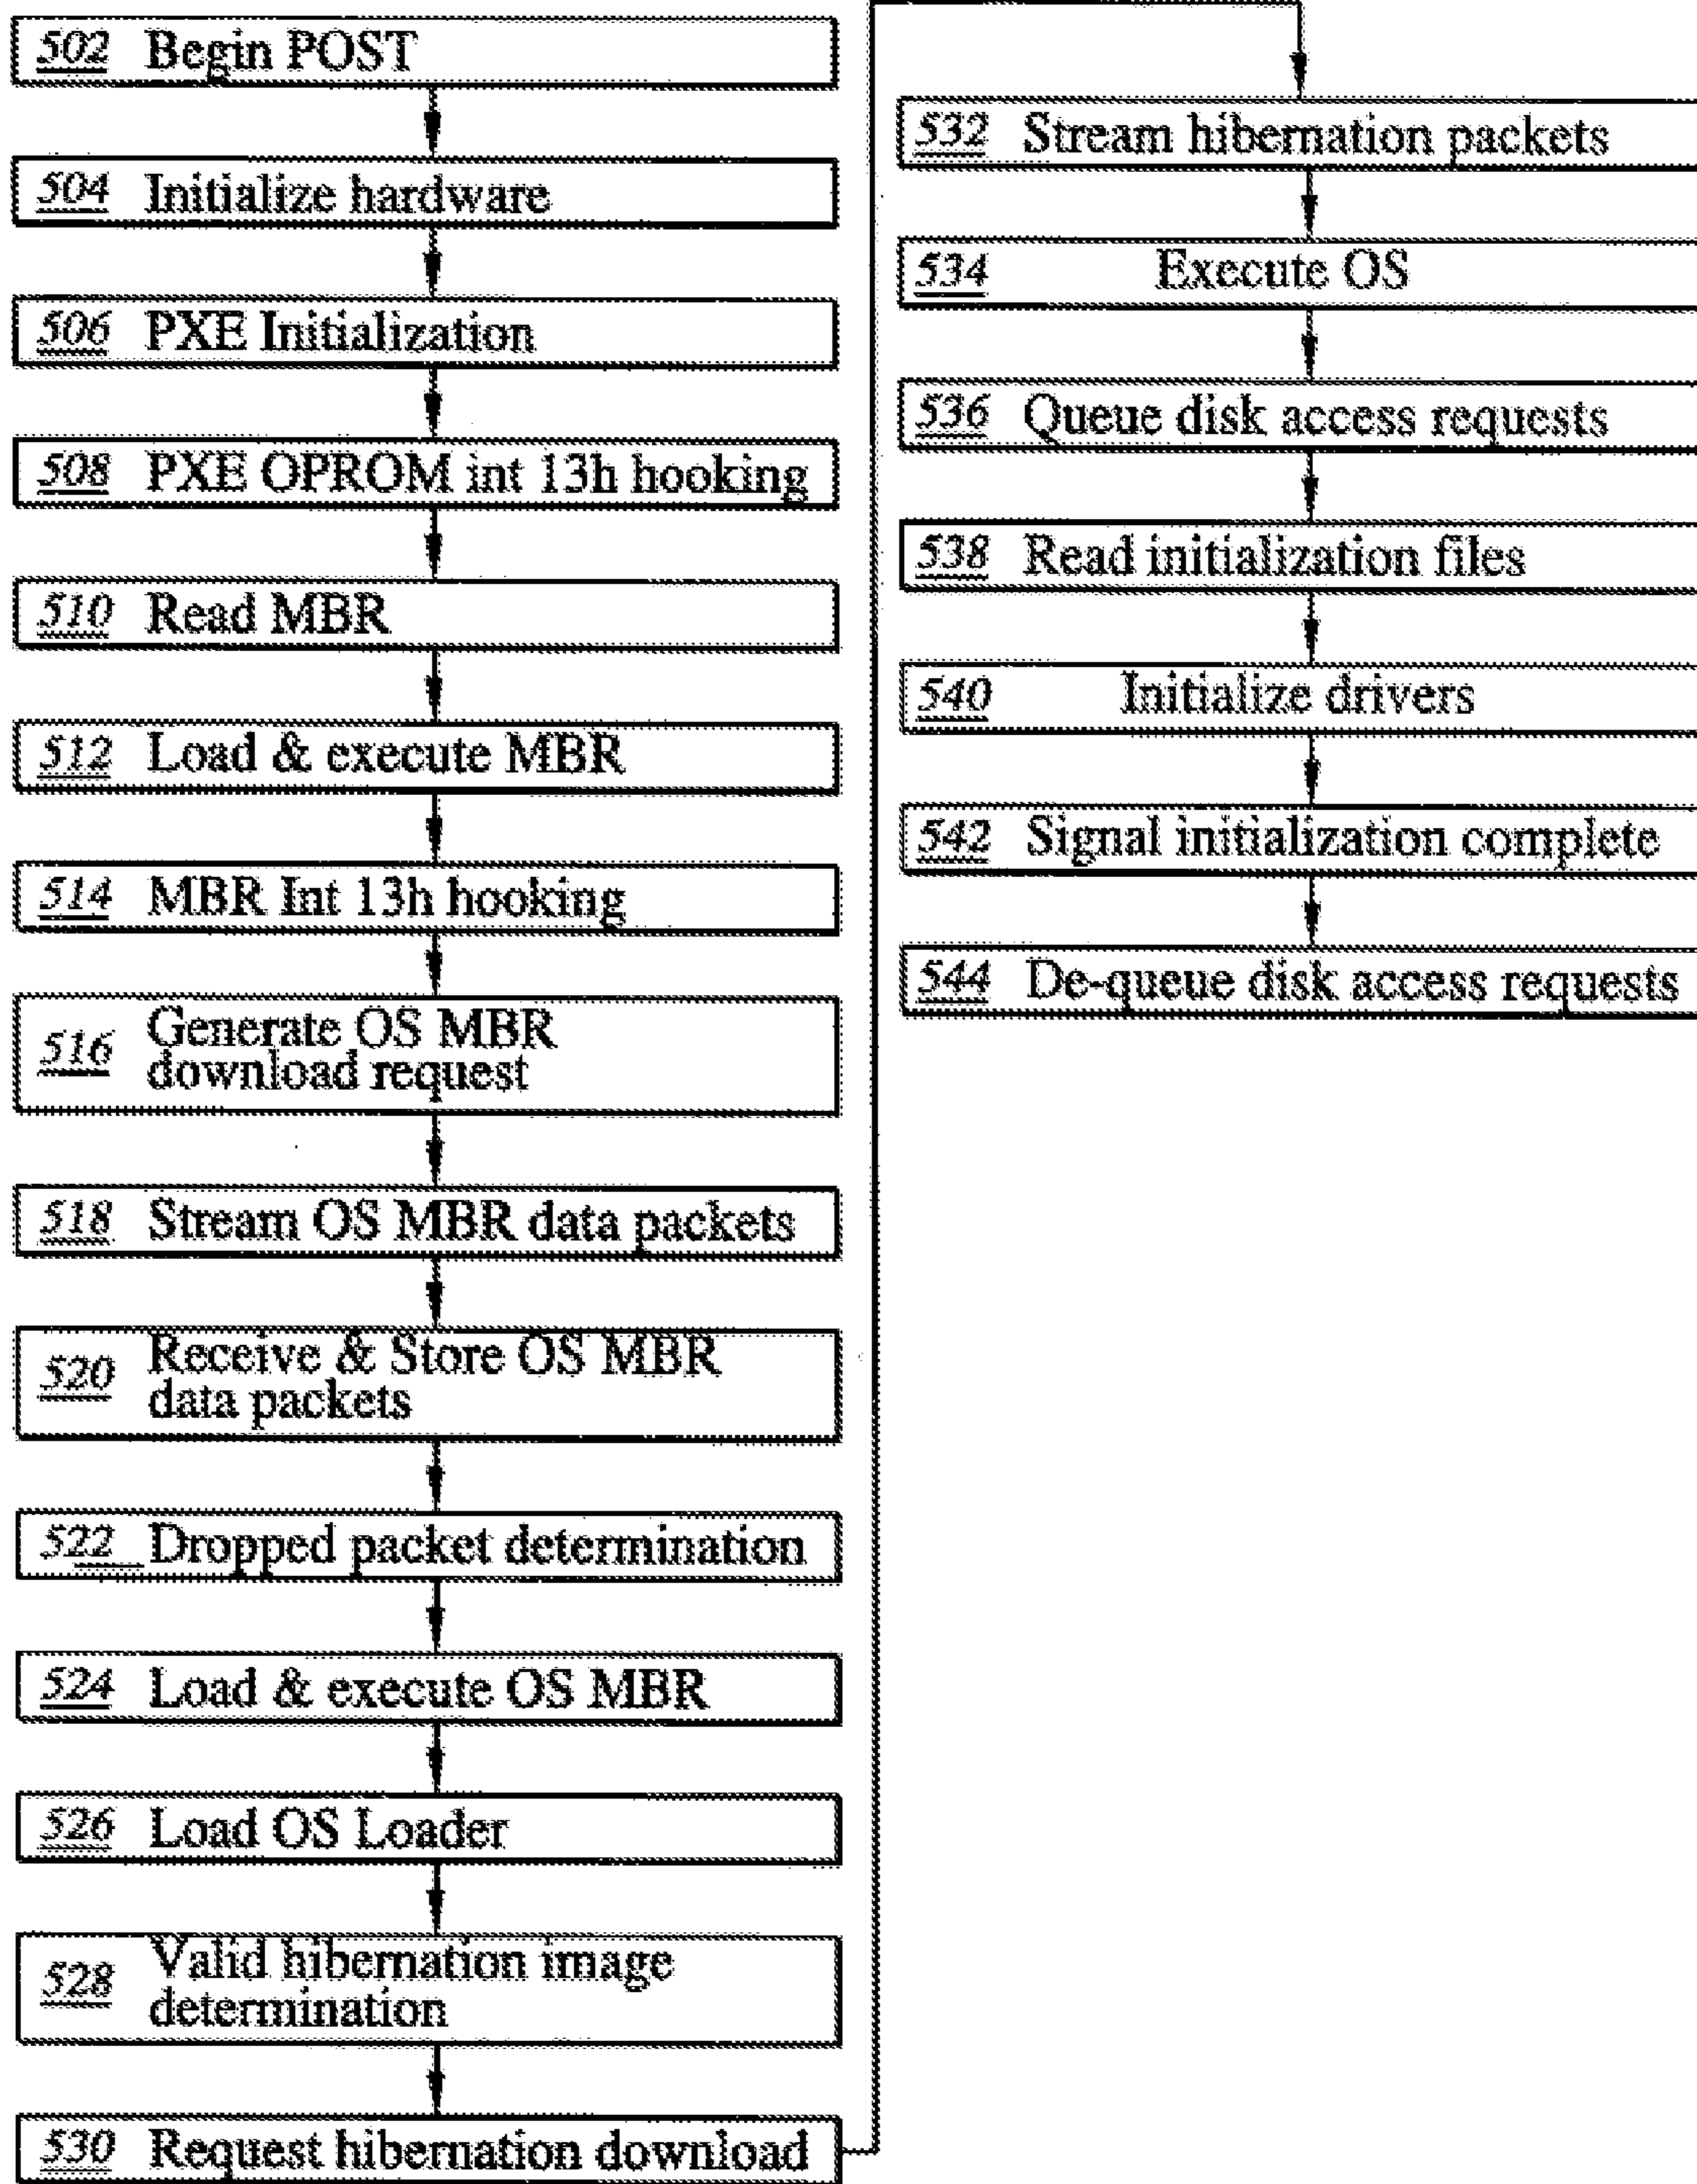 502 Begin POST
504 Initialize hardware
506 PXE Initialization
508 PXE OPROM int 13h hooking
510 Read MBR
512 Load & execute MBR
514 MBR Int 13h hooking
516 Generate OS MBR
download request
518 Stream OS MBR data packets
520 Receive & Store OS MBR
data packets
522 Dropped packet determination
524 Load & execute OS MBR
526 Load OS Loader
528 Valid hibernation image
determination
530 Request hibernation download
532 Stream hibernation packets
534 Execute OS
536 Queue disk access requests
538 Read initialization files
540 Initialize drivers
542 Signal initialization complete
544 De-queue disk access requests